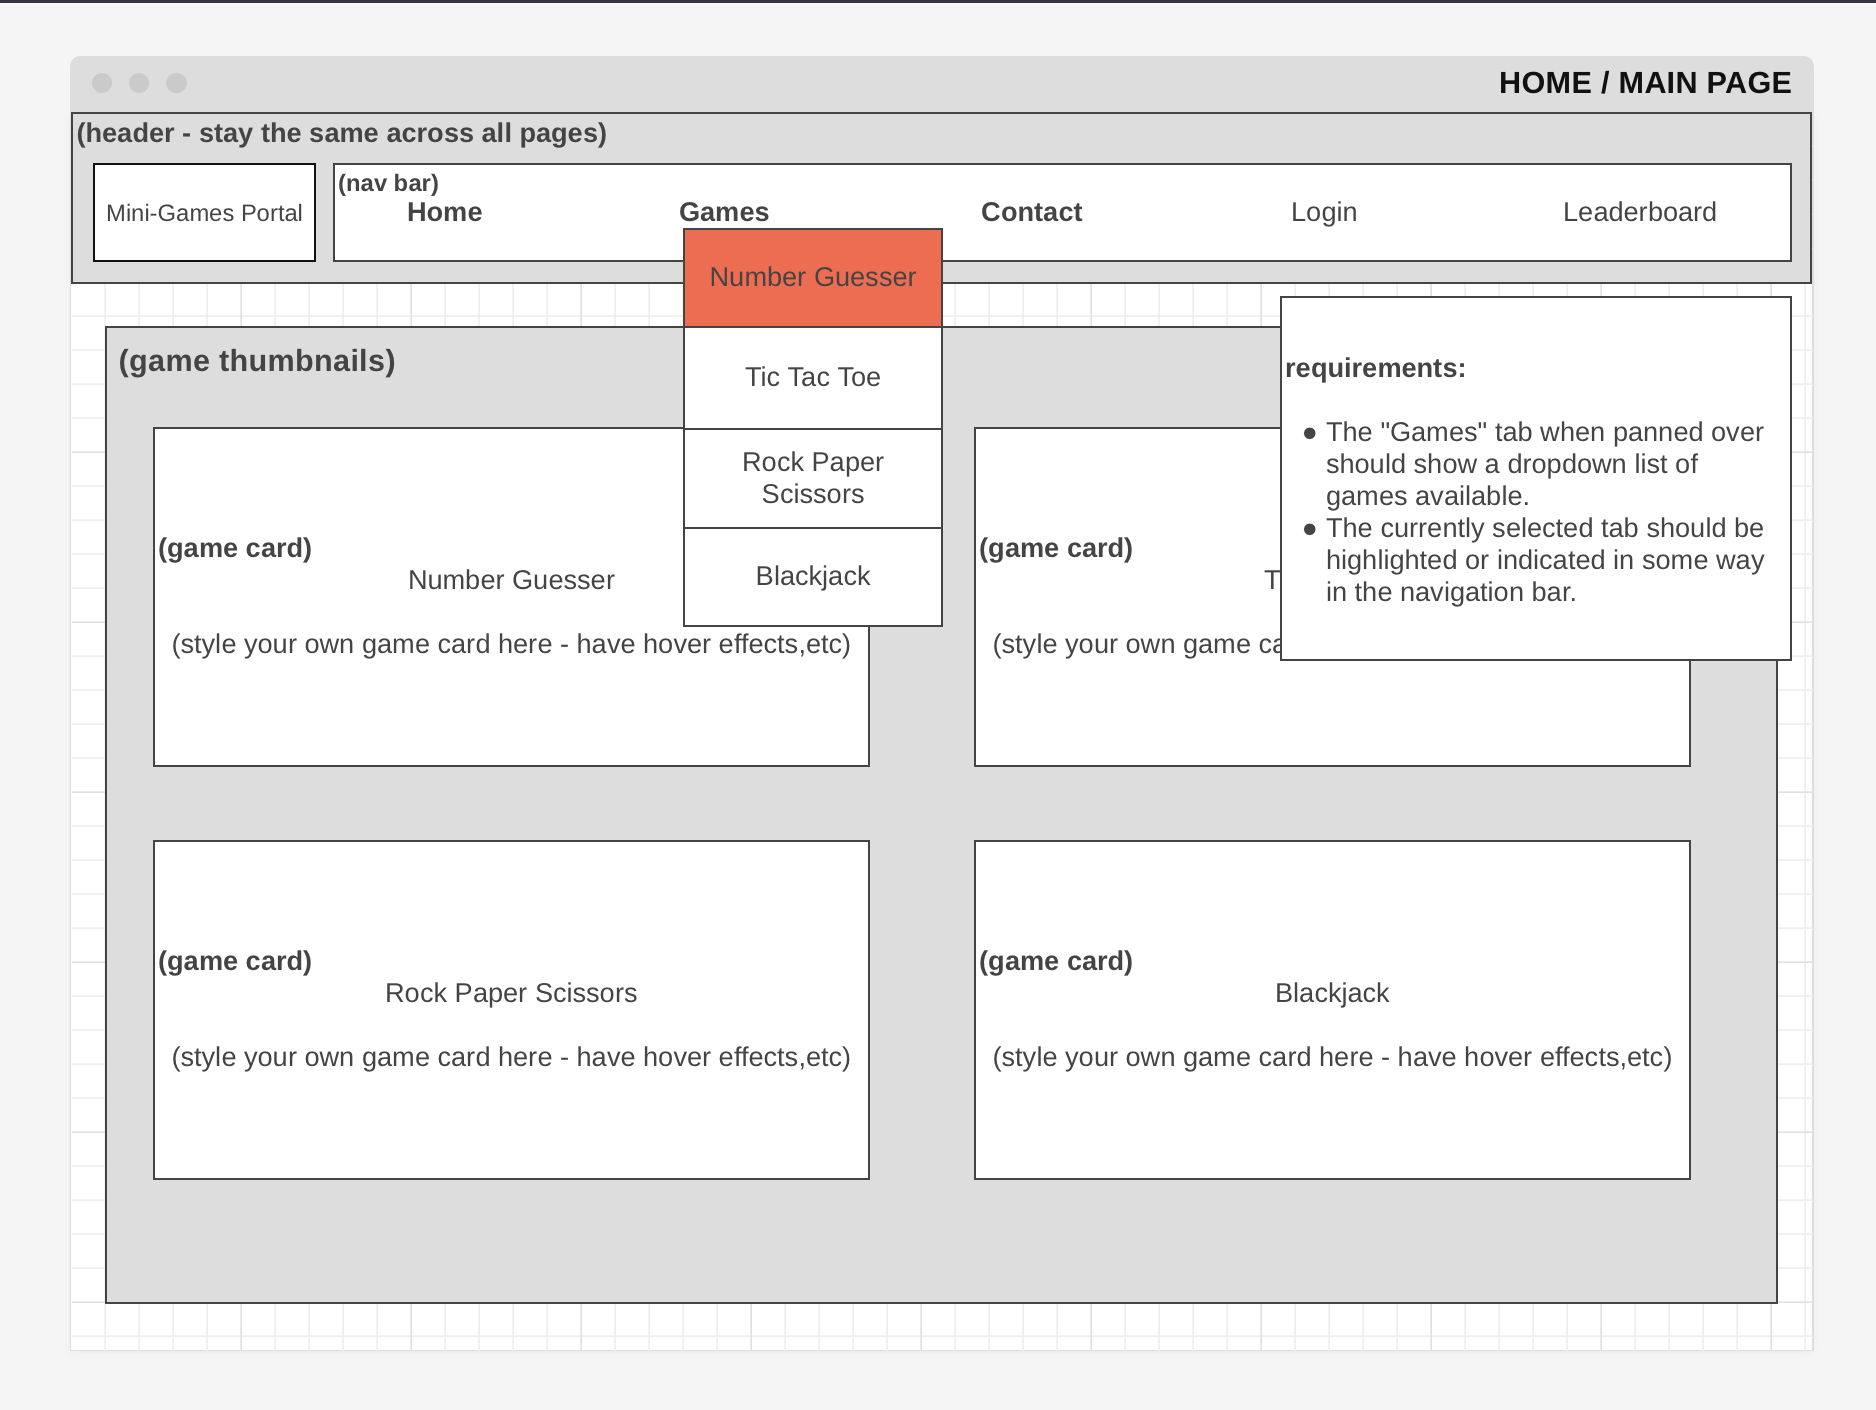 HOME / MAIN PAGE
(header - stay the same across all pages)
Mini-Games Portal
(nav bar)
Home Games Contact Login Leaderboard
Number Guesser
Tic Tac Toe
Rock Paper
Scissors
Blackjack
requirements:
● The "Games" tab when panned over
should show a dropdown list of
games available.
● The currently selected tab should be
highlighted or indicated in some way
in the navigation bar.
(game thumbnails)
(game card)
Number Guesser
(style your own game card here - have hover effects,etc)
(game card)
(style your own game
(game card)
Rock Paper Scissors
(style your own game card here - have hover effects,etc)
(game card)
Blackjack
(style your own game card here - have hover effects,etc)